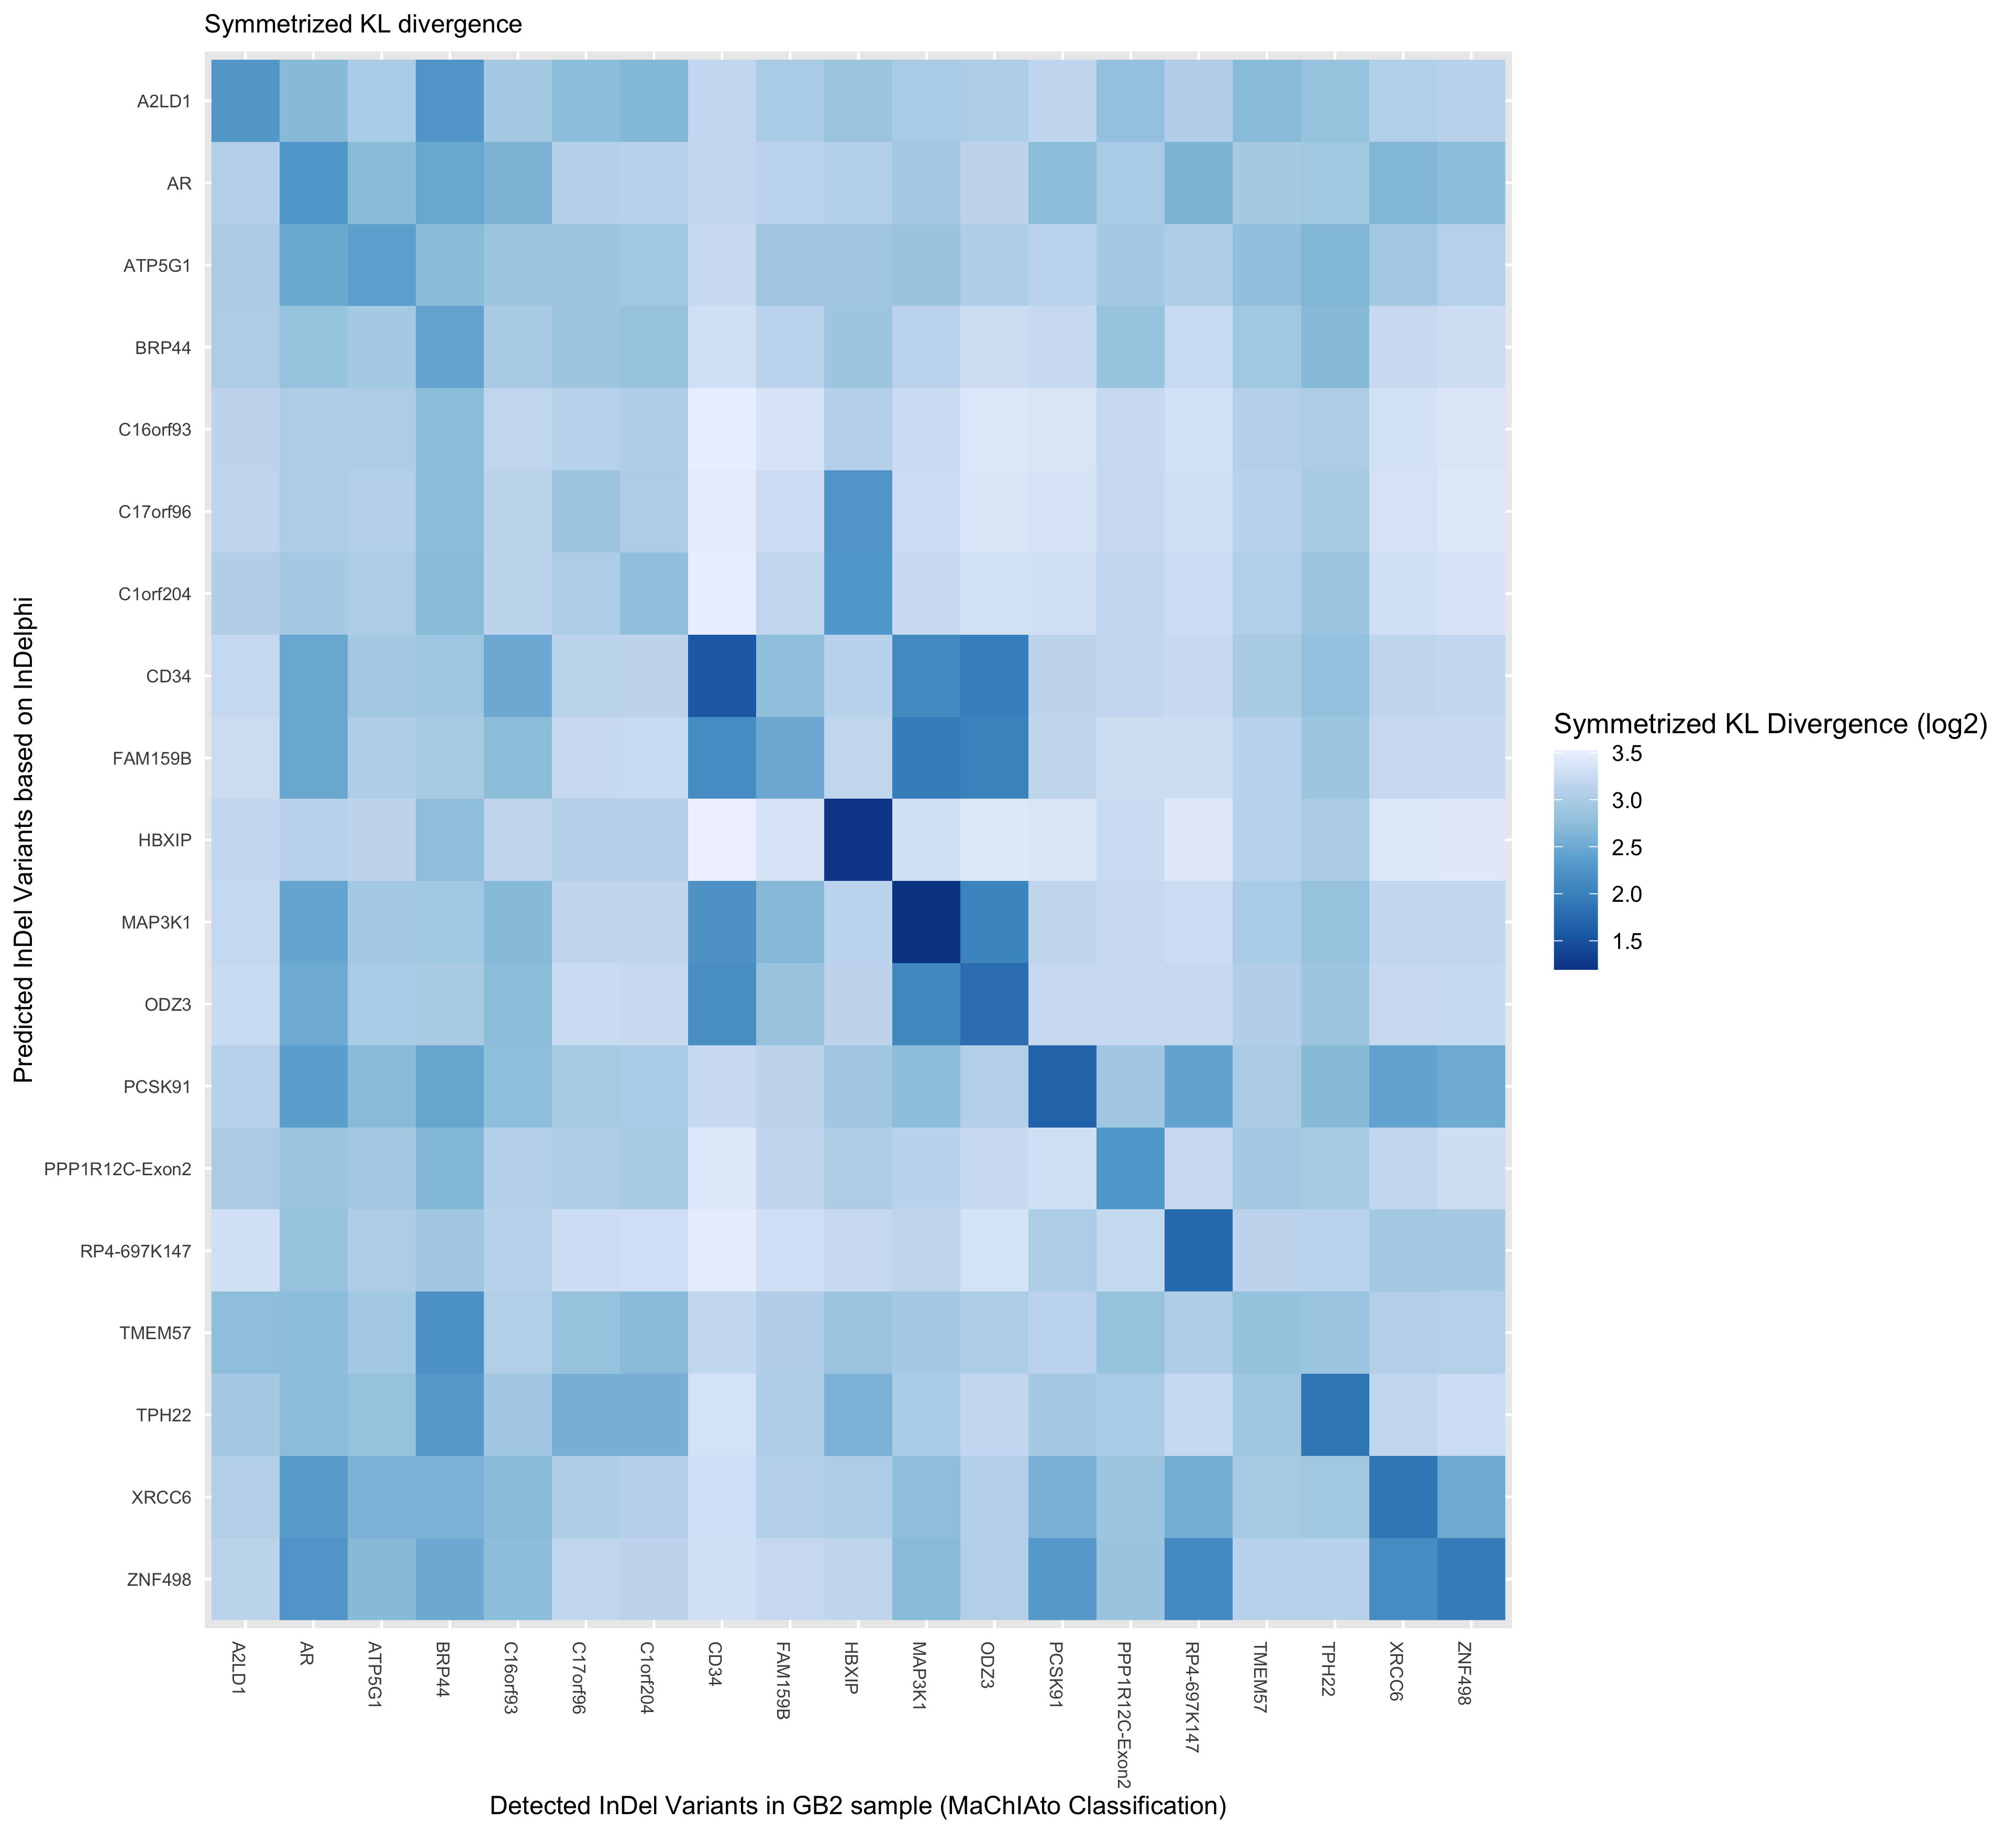 Symmetrized KL divergence
Predicted InDel Variants based on InDelphi
A2LD1
AR
ATP5G1
BRP44
C16orf93
C17orf96
C1orf204
CD34
FAM159B
HBXIP
MAP3K1
ODZ3
PCSK91
PPP1R12C-Exon2
RP4-697K147
TMEM57
TPH22
XRCC6
ZNF498
A2LD1
AR
ATP5G1
BRP44
C16orf93
C17orf96
C1orf204
CD34
FAM159B
HBXIP
MAP3K1
ODZ3
PCSK91
PPP1R12C-Exon2
RP4-697K147
TMEM57
TPH22
XRCC6
ZNF498
Detected InDel Variants in GB2 sample (MaChIAto Classification)
Symmetrized KL Divergence (log2)
3.5
3.0
2.5
2.0
1.5